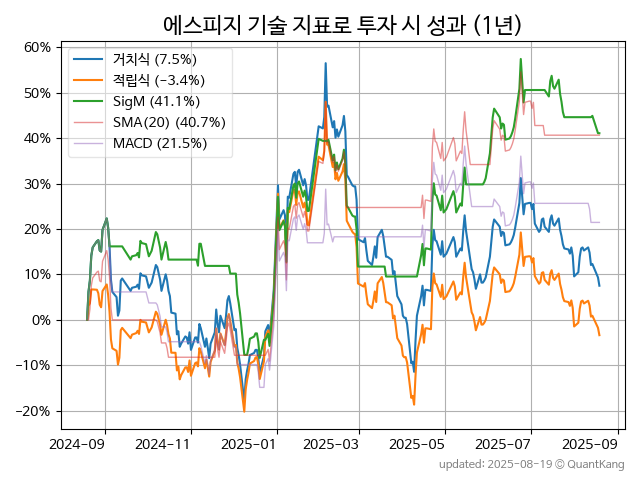 에스피지 기술 지표로 투자 시 성과 (1년)
60%
50%
40%
30%
20%
10%
0%
−10%
−20%
거치식 (7.5%)
적립식 (−3.4%)
SigM (41.1%)
SMA(20) (40.7%)
MACD (21.5%)
2024-09 2024-11 2025-01 2025-03 2025-05 2025-07 2025-09
updated: 2025-08-19 © QuantKang